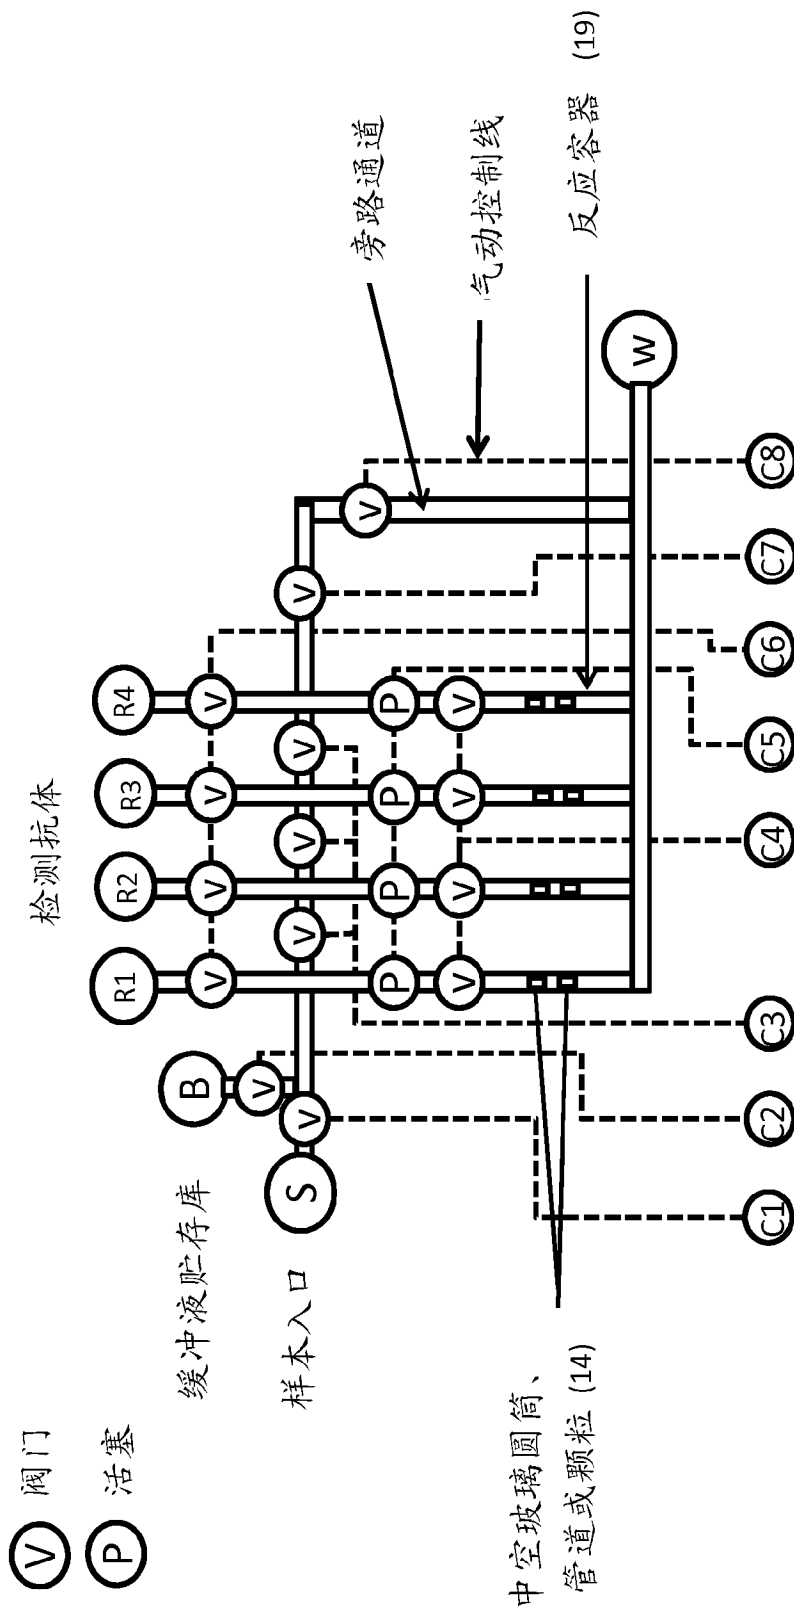 V 阀门
P 活塞
缓冲液贮存库
样本入口
检测抗体
旁路通道
气动控制线
反应容器 (19)
中空玻璃圆筒、
管道或颗粒 (14)
R1
R2
R3
R4
V
V
V
V
B
V
S
V
V
V
V
V
V
P
P
P
P
V
V
V
V
W
C1
C2
C3
C4
C5
C6
C7
C8